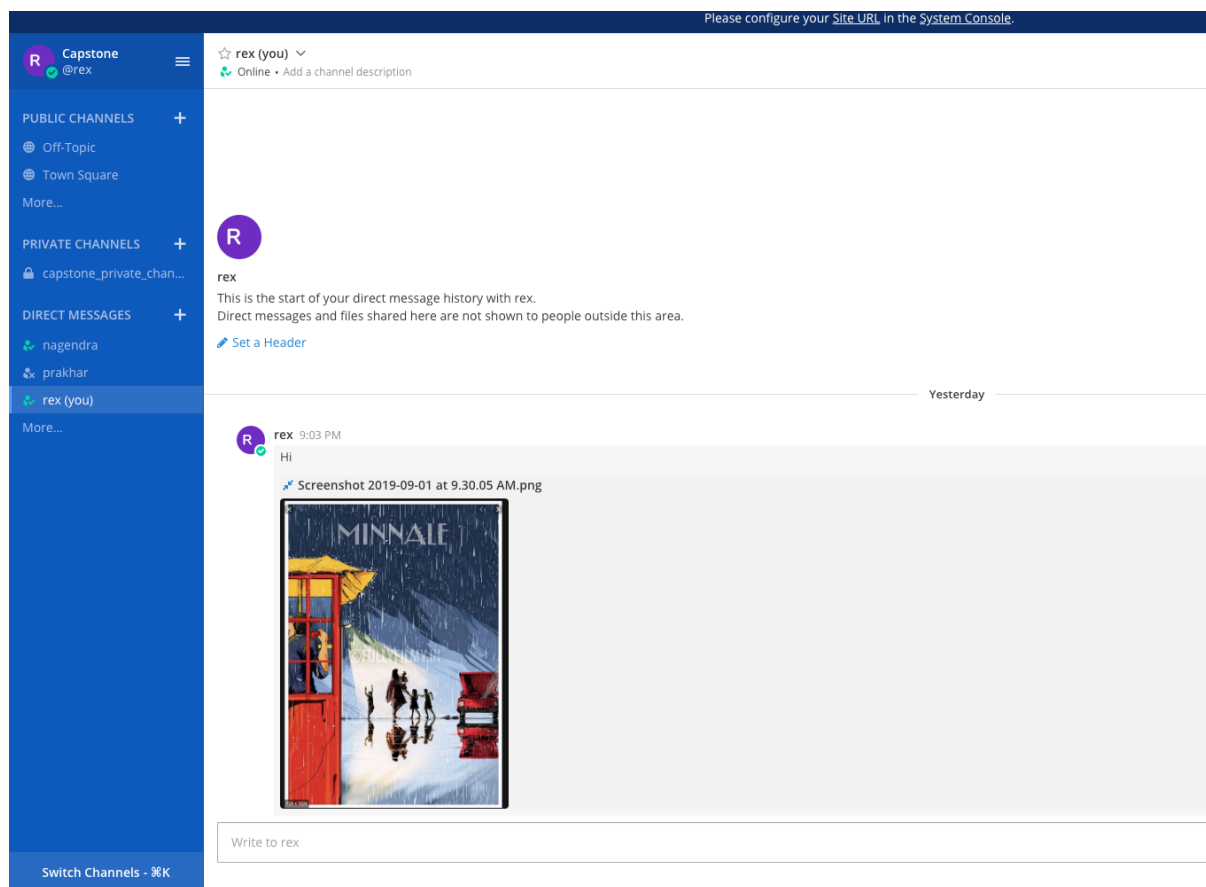 Please configure your Site URL in the System Console.
R
Capstone
@rex
PUBLIC CHANNELS
Off-Topic
Town Square
More...
PRIVATE CHANNELS
capstone_private_chan...
DIRECT MESSAGES
nagendra
prakhar
rex (you)
More...
Switch Channels - ⌘K
rex (you)
Online • Add a channel description
R
rex
This is the start of your direct message history with rex.
Direct messages and files shared here are not shown to people outside this area.
Set a Header
Yesterday
R
rex 9:03 PM
Hi
Screenshot 2019-09-01 at 9.30.05 AM.png
MINNALE
FULLYFILMY.IN
Write to rex